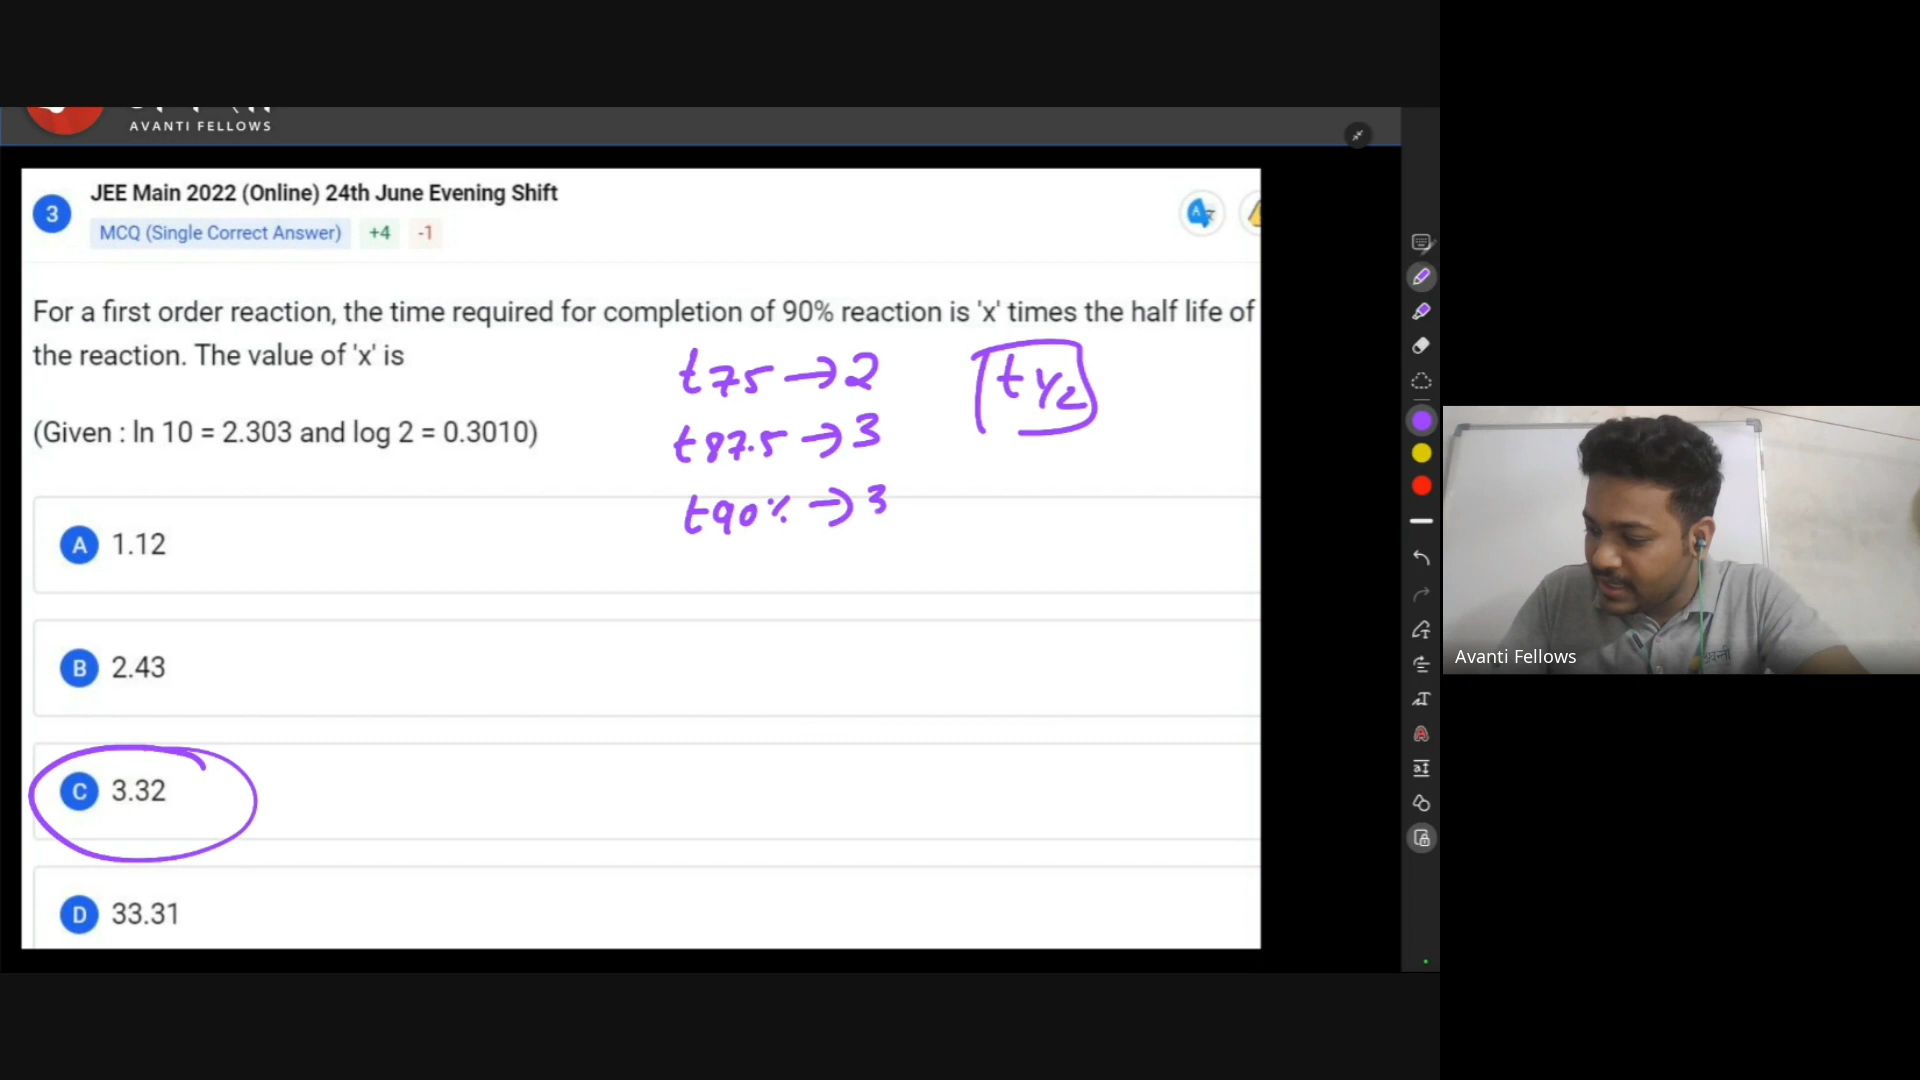 AVANTI FELLOWS
3
JEE Main 2022 (Online) 24th June Evening Shift
MCQ (Single Correct Answer) +4 -1
For a first order reaction, the time required for completion of 90% reaction is 'x' times the half life of
the reaction. The value of 'x' is
(Given : ln 10 = 2.303 and log 2 = 0.3010)
t75 → 2
t½
t87.5 → 3
t90% → 3
A 1.12
B 2.43
C 3.32
D 33.31
Avanti Fellows